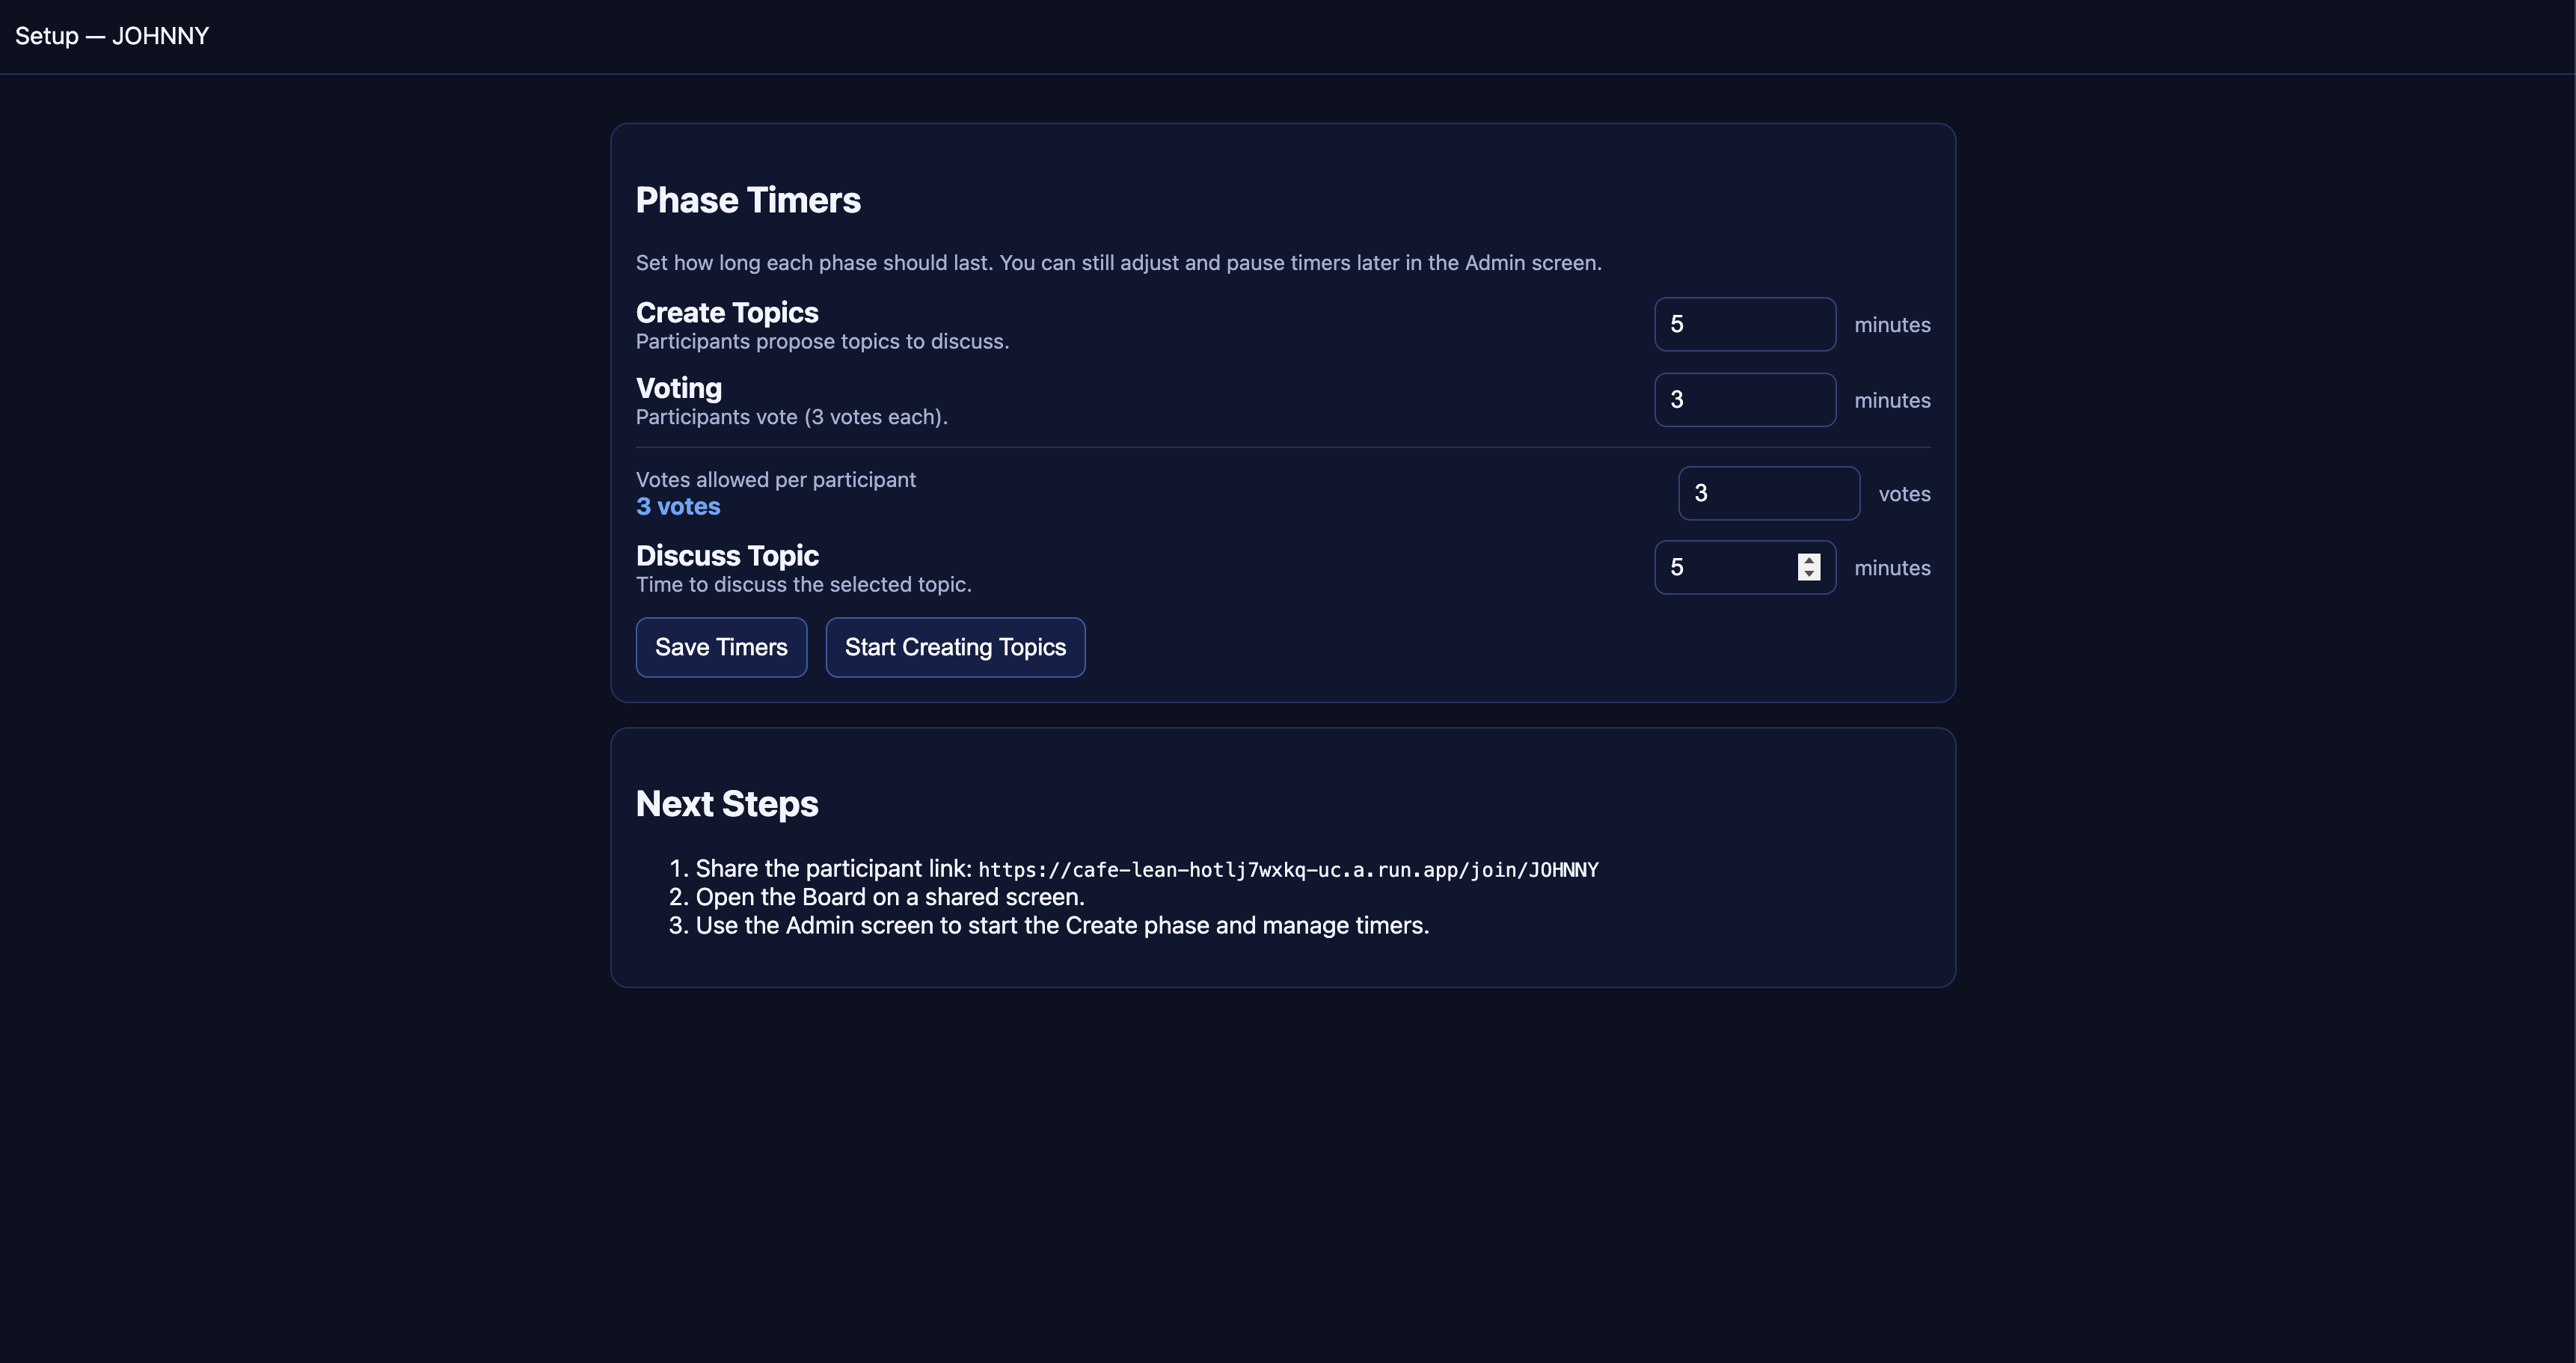 Setup — JOHNNY
Phase Timers
Set how long each phase should last. You can still adjust and pause timers later in the Admin screen.
Create Topics
Participants propose topics to discuss.
5 minutes
Voting
Participants vote (3 votes each).
3 minutes
Votes allowed per participant
3 votes
3 votes
Discuss Topic
Time to discuss the selected topic.
5 minutes
Save Timers Start Creating Topics
Next Steps
1. Share the participant link: https://cafe-lean-hotlj7wxkq-uc.a.run.app/join/JOHNNY
2. Open the Board on a shared screen.
3. Use the Admin screen to start the Create phase and manage timers.